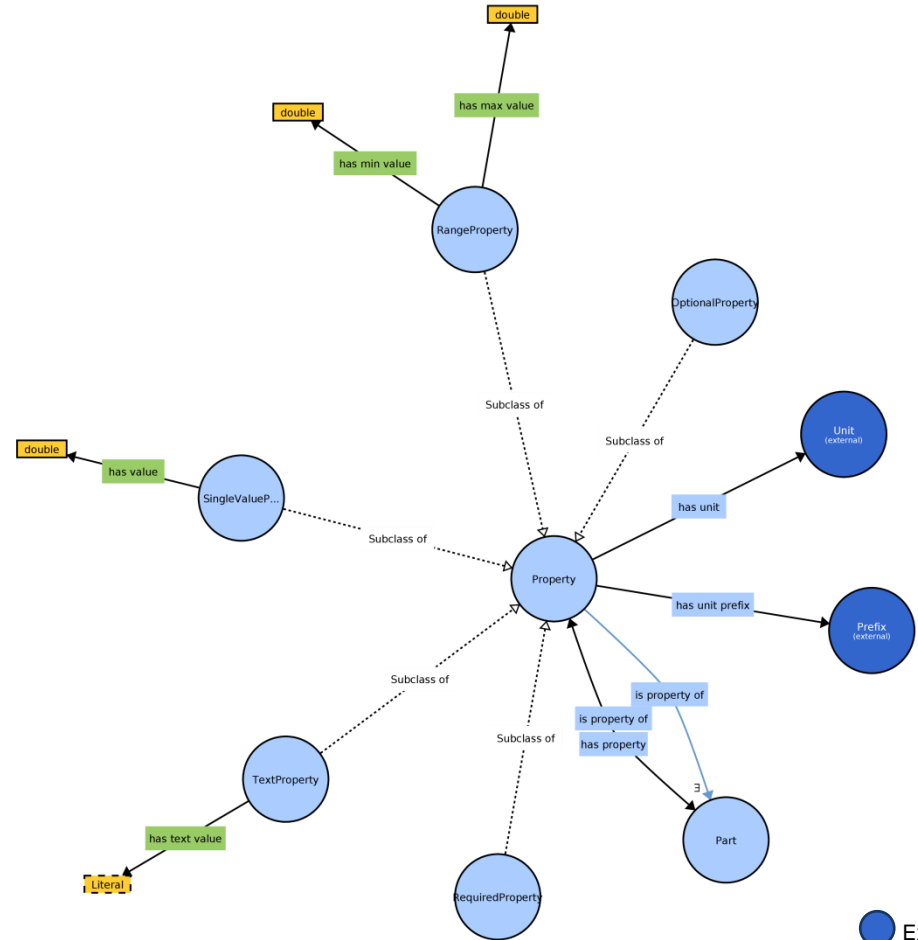 double
has max value
double
has min value
RangeProperty
OptionalProperty
Subclass of
Unit
(external)
Subclass of
double
has value
SingleValueP...
has unit
Subclass of
Property
has unit prefix
Prefix
(external)
Subclass of
is property of
is property of
has property
Subclass of
TextProperty
∃
has text value
Part
Literal
RequiredProperty